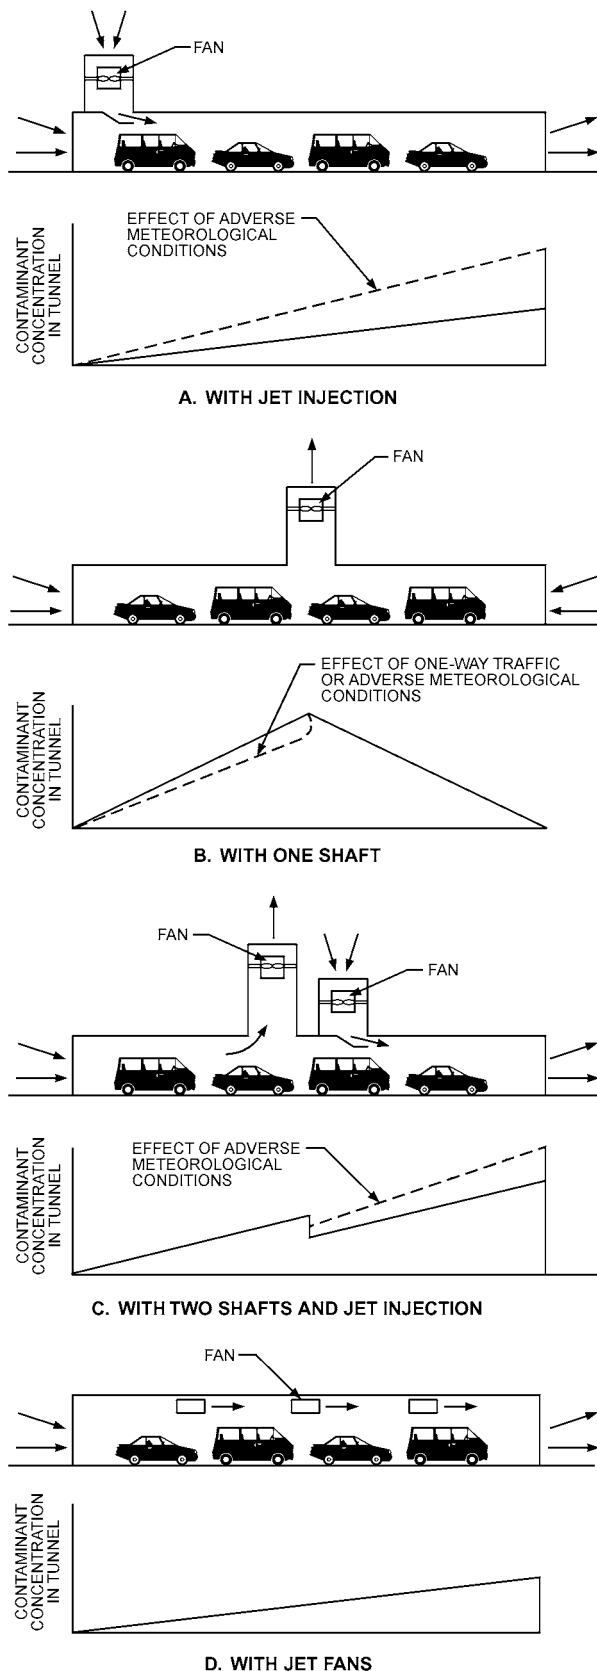 FAN
EFFECT OF ADVERSE
METEOROLOGICAL
CONDITIONS
CONTAMINANT
CONCENTRATION
IN TUNNEL
A. WITH JET INJECTION
FAN
EFFECT OF ONE-WAY TRAFFIC
OR ADVERSE METEOROLOGICAL
CONDITIONS
CONTAMINANT
CONCENTRATION
IN TUNNEL
B. WITH ONE SHAFT
FAN
FAN
EFFECT OF ADVERSE
METEOROLOGICAL
CONDITIONS
CONTAMINANT
CONCENTRATION
IN TUNNEL
C. WITH TWO SHAFTS AND JET INJECTION
FAN
CONTAMINANT
CONCENTRATION
IN TUNNEL
D. WITH JET FANS